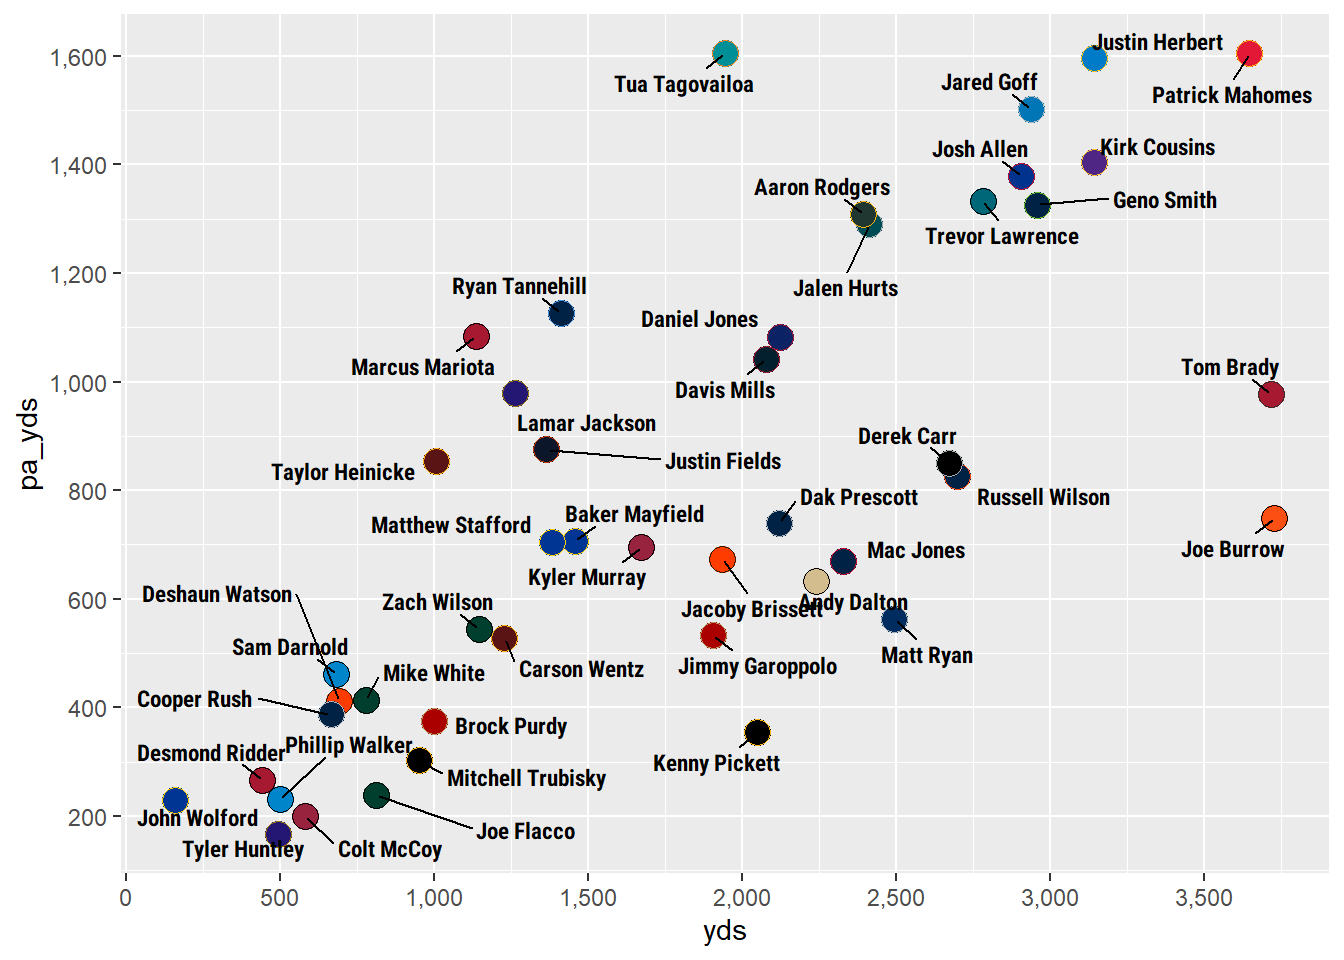 1,600
1,400
1,200
1,000
800
600
400
200
pa_yds
Justin Herbert
Tua Tagovailoa
Jared Goff
Patrick Mahomes
Josh Allen
Kirk Cousins
Aaron Rodgers
Geno Smith
Trevor Lawrence
Ryan Tannehill
Jalen Hurts
Daniel Jones
Marcus Mariota
Tom Brady
Davis Mills
Lamar Jackson
Derek Carr
Taylor Heinicke
Justin Fields
Dak Prescott
Russell Wilson
Matthew Stafford
Baker Mayfield
Mac Jones
Joe Burrow
Kyler Murray
Deshaun Watson
Zach Wilson
Jacoby Brissett
Andy Dalton
Sam Darnold
Carson Wentz
Jimmy Garoppolo
Matt Ryan
Mike White
Cooper Rush
Brock Purdy
Desmond Ridder
Phillip Walker
Kenny Pickett
Mitchell Trubisky
John Wolford
Joe Flacco
Tyler Huntley
Colt McCoy
0
500
1,000
1,500
2,000
2,500
3,000
3,500
yds